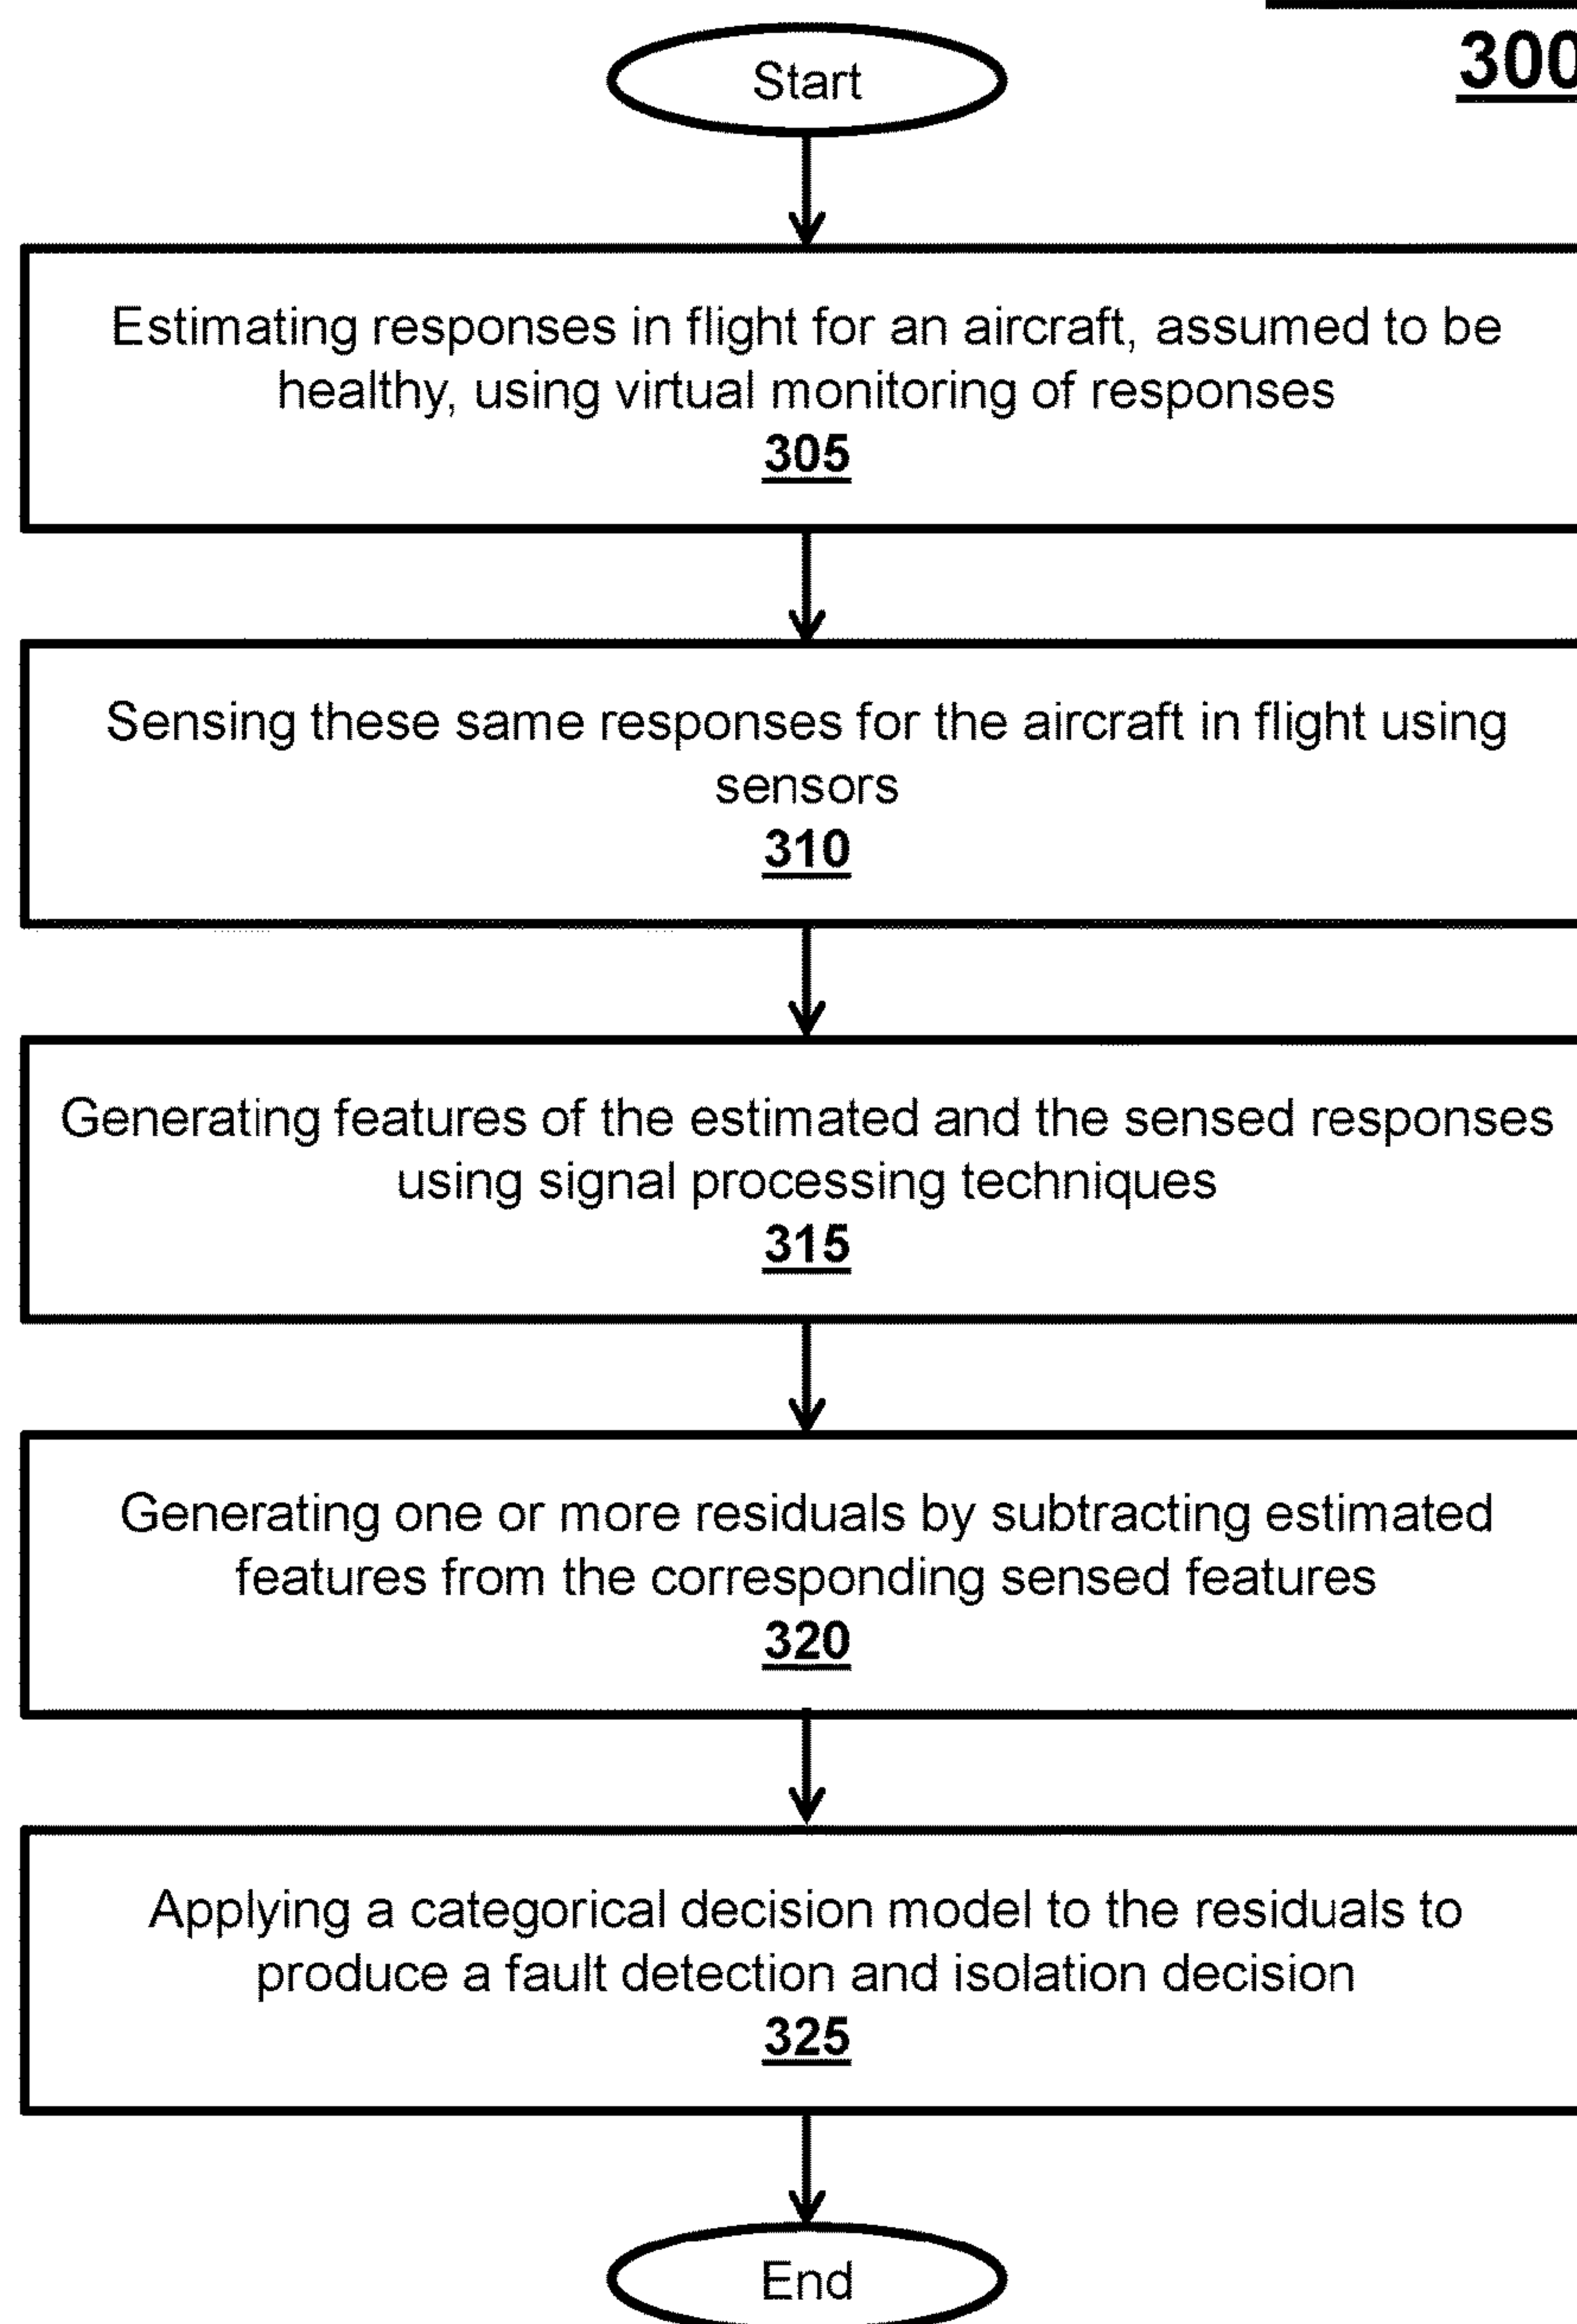 300
Start
Estimating responses in flight for an aircraft, assumed to be
healthy, using virtual monitoring of responses
305
Sensing these same responses for the aircraft in flight using
sensors
310
Generating features of the estimated and the sensed responses
using signal processing techniques
315
Generating one or more residuals by subtracting estimated
features from the corresponding sensed features
320
Applying a categorical decision model to the residuals to
produce a fault detection and isolation decision
325
End